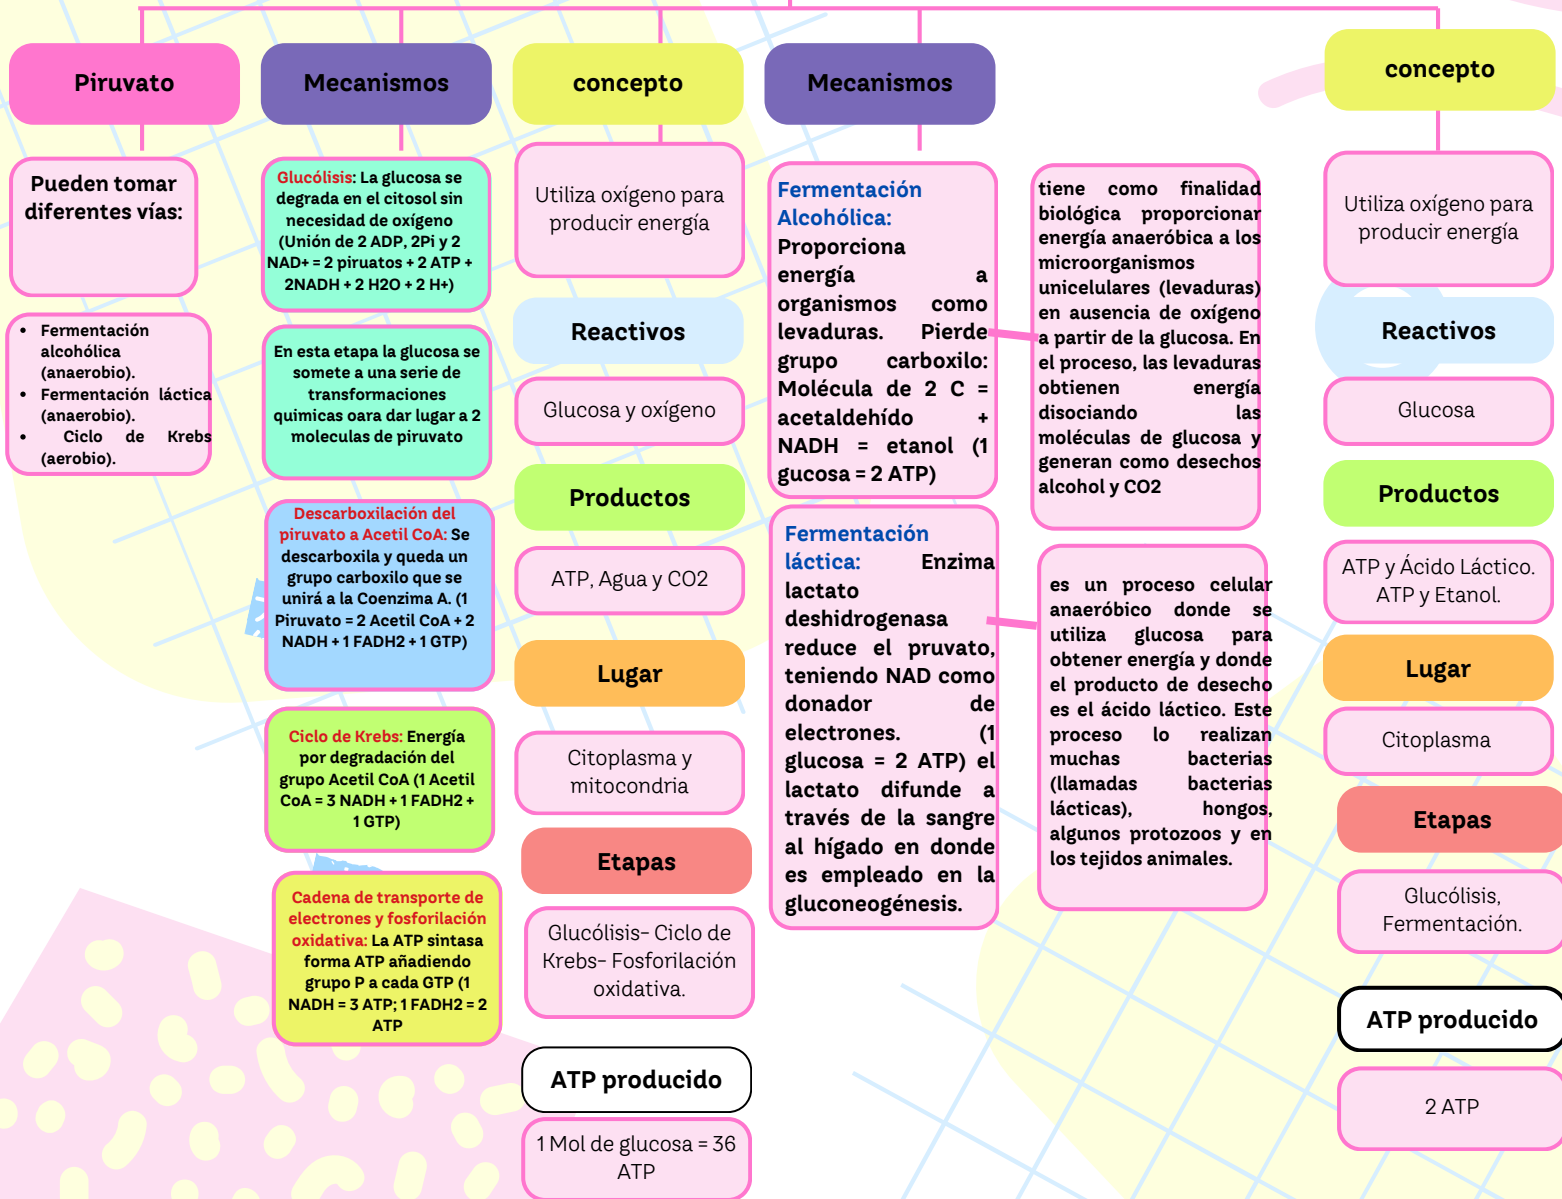 Piruvato
Pueden tomar
diferentes vías:
• Fermentación
alcohólica
(anaerobio).
• Fermentación láctica
(anaerobio).
• Ciclo de Krebs
(aerobio).
Mecanismos
Glucólisis: La glucosa se
degrada en el citosol sin
necesidad de oxígeno
(Unión de 2 ADP, 2Pi y 2
NAD+ = 2 piruatos + 2 ATP +
2NADH + 2 H2O + 2 H+)
En esta etapa la glucosa se
somete a una serie de
transformaciones
quimicas oara dar lugar a 2
moleculas de piruvato
Descarboxilación del
piruvato a Acetil CoA: Se
descarboxila y queda un
grupo carboxilo que se
unirá a la Coenzima A. (1
Piruvato = 2 Acetil CoA + 2
NADH + 1 FADH2 + 1 GTP)
Ciclo de Krebs: Energía
por degradación del
grupo Acetil CoA (1 Acetil
CoA = 3 NADH + 1 FADH2 +
1 GTP)
Cadena de transporte de
electrones y fosforilación
oxidativa: La ATP sintasa
forma ATP añadiendo
grupo P a cada GTP (1
NADH = 3 ATP; 1 FADH2 = 2
ATP
concepto
Utiliza oxígeno para
producir energía
Reactivos
Glucosa y oxígeno
Productos
ATP, Agua y CO2
Lugar
Citoplasma y
mitocondria
Etapas
Glucólisis- Ciclo de
Krebs- Fosforilación
oxidativa.
ATP producido
1 Mol de glucosa = 36
ATP
Mecanismos
Fermentación
Alcohólica:
Proporciona
energía a
organismos como
levaduras. Pierde
grupo carboxilo:
Molécula de 2 C =
acetaldehído +
NADH = etanol (1
gucosa = 2 ATP)
tiene como finalidad
biológica proporcionar
energía anaeróbica a los
microorganismos
unicelulares (levaduras)
en ausencia de oxígeno
a partir de la glucosa. En
el proceso, las levaduras
obtienen energía
disociando las
moléculas de glucosa y
generan como desechos
alcohol y CO2
Fermentación
láctica: Enzima
lactato
deshidrogenasa
reduce el pruvato,
teniendo NAD como
donador de
electrones. (1
glucosa = 2 ATP) el
lactato difunde a
través de la sangre
al hígado en donde
es empleado en la
gluconeogénesis.
es un proceso celular
anaeróbico donde se
utiliza glucosa para
obtener energía y donde
el producto de desecho
es el ácido láctico. Este
proceso lo realizan
muchas bacterias
(llamadas bacterias
lácticas), hongos,
algunos protozoos y en
los tejidos animales.
concepto
Utiliza oxígeno para
producir energía
Reactivos
Glucosa
Productos
ATP y Ácido Láctico.
ATP y Etanol.
Lugar
Citoplasma
Etapas
Glucólisis,
Fermentación.
ATP producido
2 ATP